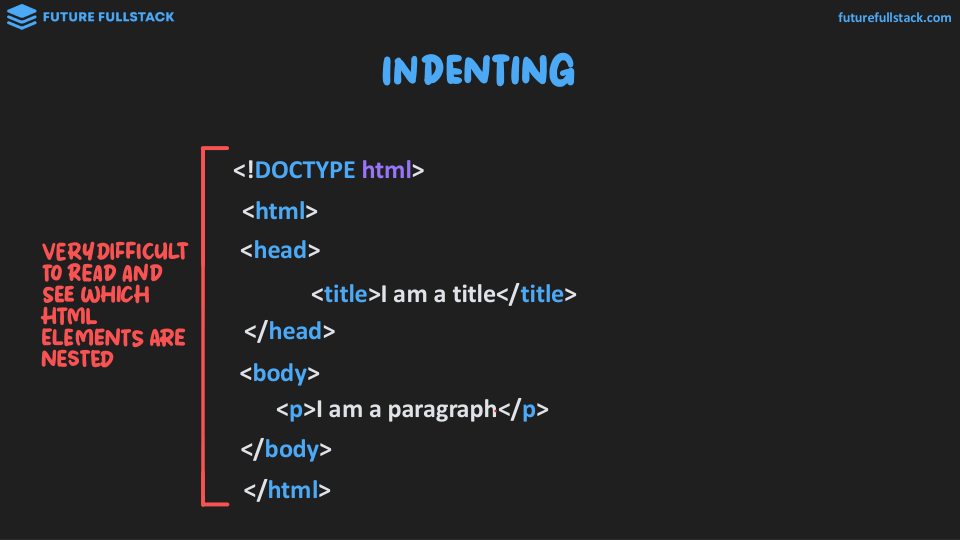 FUTURE FULLSTACK
futurefullstack.com
INDENTING
<!DOCTYPE html>
<html>
<head>
<title>I am a title</title>
</head>
<body>
<p>I am a paragraph</p>
</body>
</html>
VERY DIFFICULT
TO READ AND
SEE WHICH
HTML
ELEMENTS ARE
NESTED